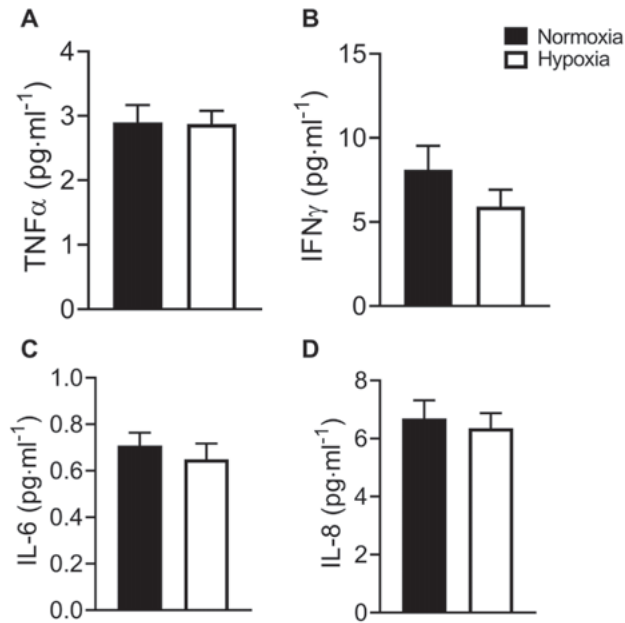 A
TNFα (pg·ml⁻¹)
4
3
2
1
0
B
Normoxia
Hypoxia
IFNγ (pg·ml⁻¹)
15
10
5
0
C
IL-6 (pg·ml⁻¹)
1.0
0.8
0.6
0.4
0.2
0.0
D
IL-8 (pg·ml⁻¹)
8
6
4
2
0